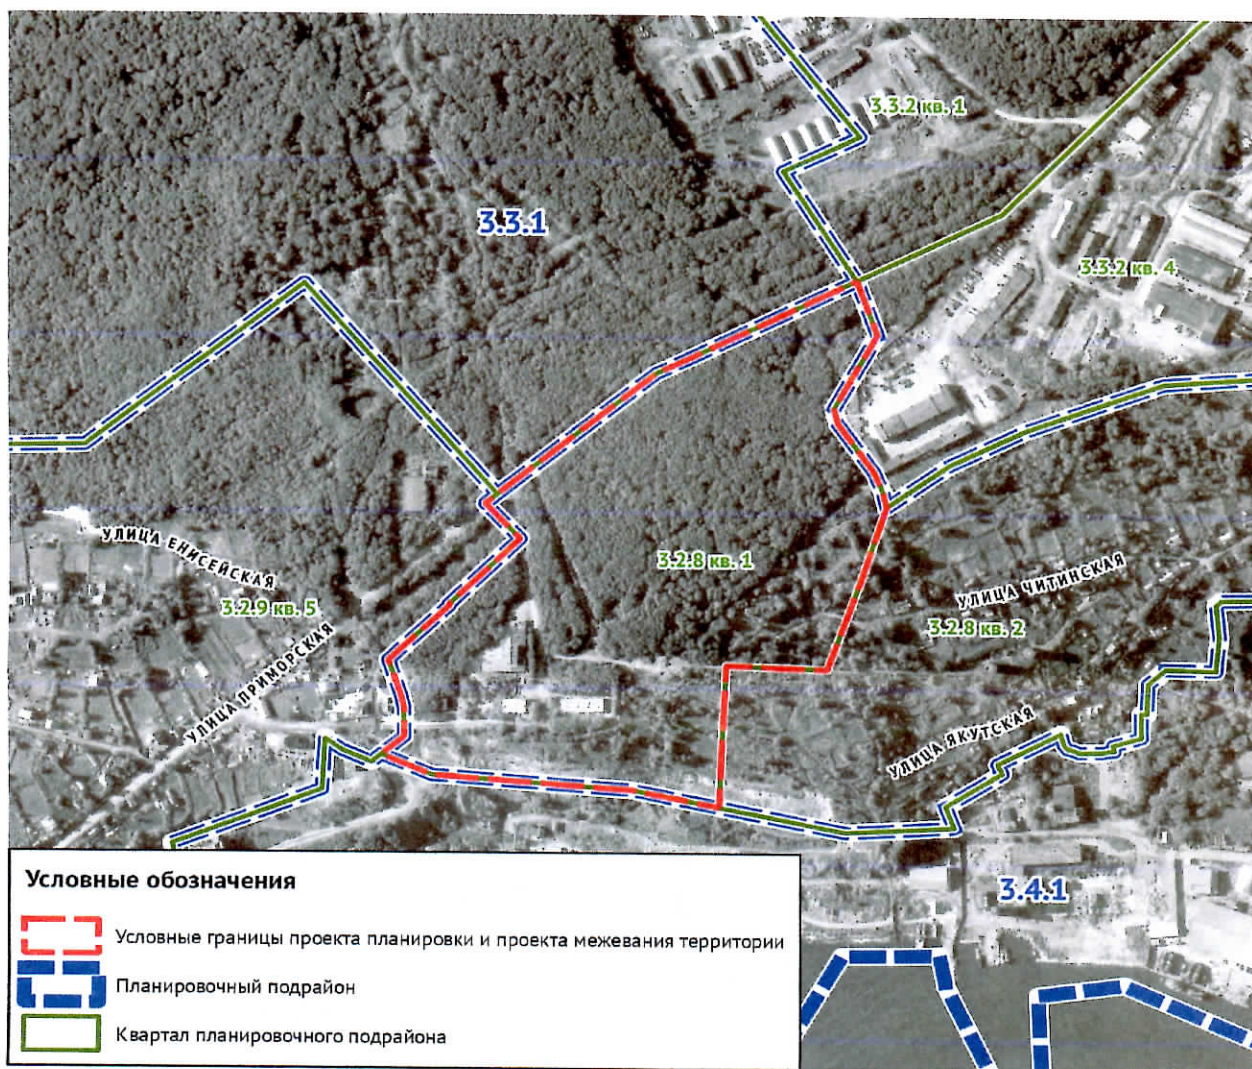 3.3.2 кв. 1
3.3.1
3.3.2 кв. 4
УЛИЦА ЕНИСЕЙСКАЯ
3.2.8 кв. 1
УЛИЦА ЧИТИНСКАЯ
3.2.9 кв. 5
3.2.8 кв. 2
УЛИЦА ПРИМОРСКАЯ
УЛИЦА ЯКУТСКАЯ
3.4.1
Условные обозначения
Условные границы проекта планировки и проекта межевания территории
Планировочный подрайон
Квартал планировочного подрайона